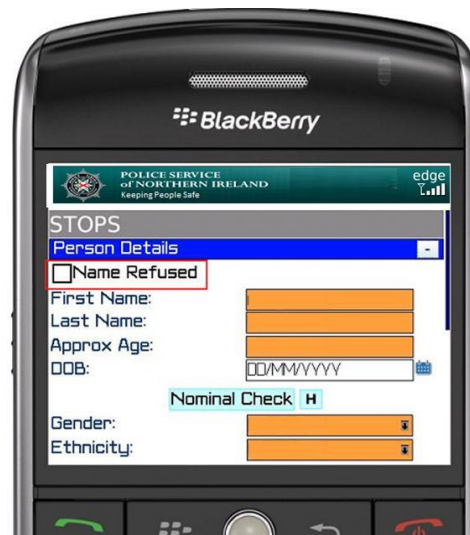 BlackBerry
POLICE SERVICE
of NORTHERN IRELAND
Keeping People Safe
edge
STOPS
Person Details -
Name Refused
First Name:
Last Name:
Approx Age:
DOB: DD/MM/YYYY
Nominal Check H
Gender:
Ethnicity: